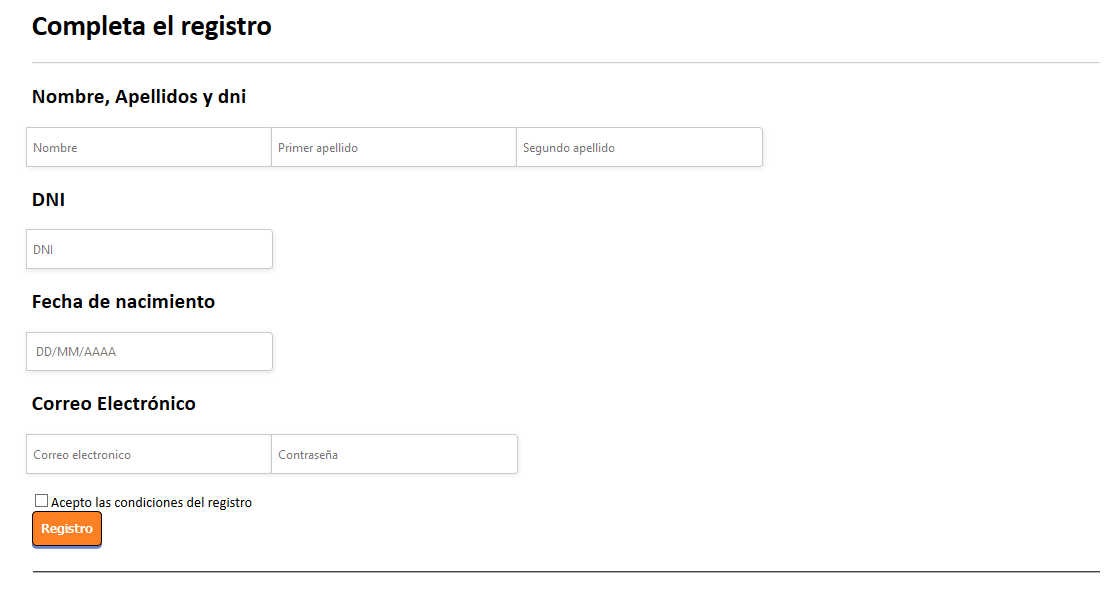 Completa el registro
Nombre, Apellidos y dni
Nombre Primer apellido Segundo apellido
DNI
DNI
Fecha de nacimiento
DD/MM/AAAA
Correo Electrónico
Correo electronico Contraseña
Acepto las condiciones del registro
Registro